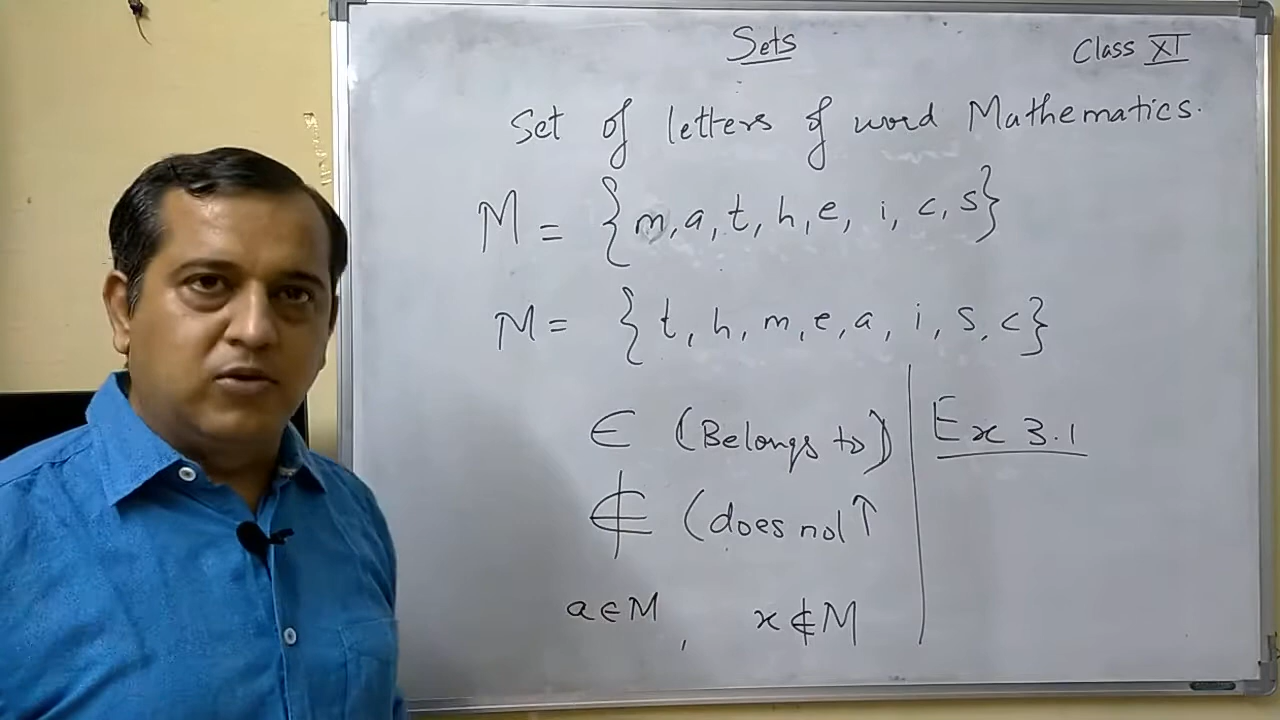 Sets
Class XI
Set of letters of word Mathematics.
M = {m, a, t, h, e, i, c, s}
M = {t, h, m, e, a, i, s, c}
∈ (Belongs to)
Ex 3.1
∉ (does not ↑
a ∈ M, x ∉ M